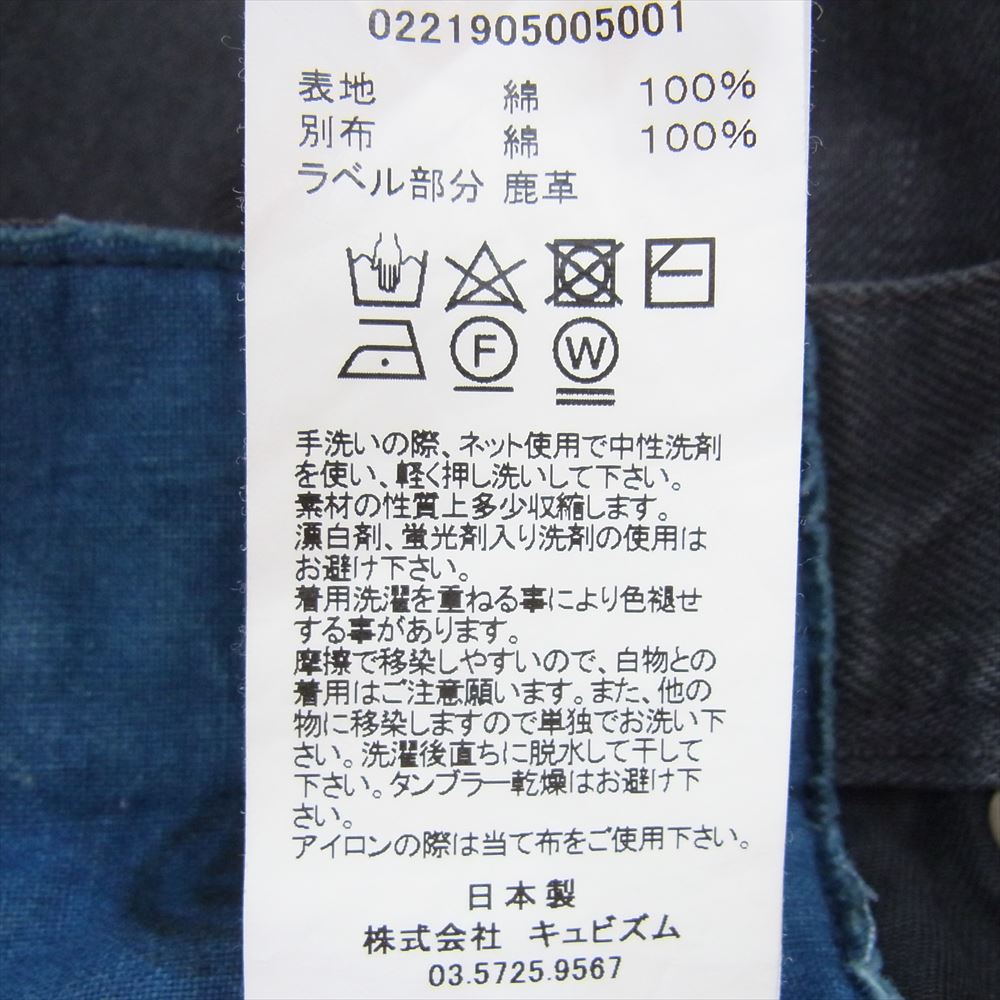 0221905005001
表地 綿 100%
別布 綿 100%
ラベル部分 鹿革
F W
手洗いの際、ネット使用で中性洗剤
を使い、軽く押し洗いして下さい。
素材の性質上多少収縮します。
漂白剤、蛍光剤入り洗剤の使用は
お避け下さい。
着用洗濯を重ねる事により色褪せ
する事があります。
摩擦で移染しやすいので、白物との
着用はご注意願います。また、他の
物に移染しますので単独でお洗い下
さい。洗濯後直ちに脱水して干して
下さい。タンブラー乾燥はお避け下
さい。
アイロンの際は当て布をご使用下さい。
日本製
株式会社 キュビズム
03.5725.9567